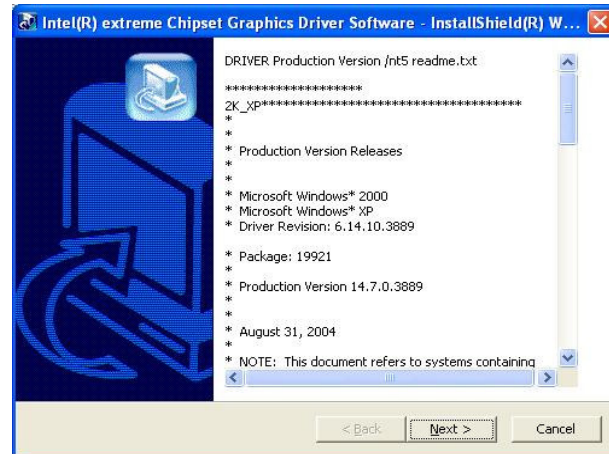 Intel(R) extreme Chipset Graphics Driver Software - InstallShield(R) W...
DRIVER Production Version /nt5 readme.txt
*******************
2K_XP************************************
*
*
* Production Version Releases
*
*
* Microsoft Windows* 2000
* Microsoft Windows* XP
* Driver Revision: 6.14.10.3889
*
* Package: 19921
*
* Production Version 14.7.0.3889
*
*
* August 31, 2004
*
* NOTE: This document refers to systems containing
< Back
Next >
Cancel